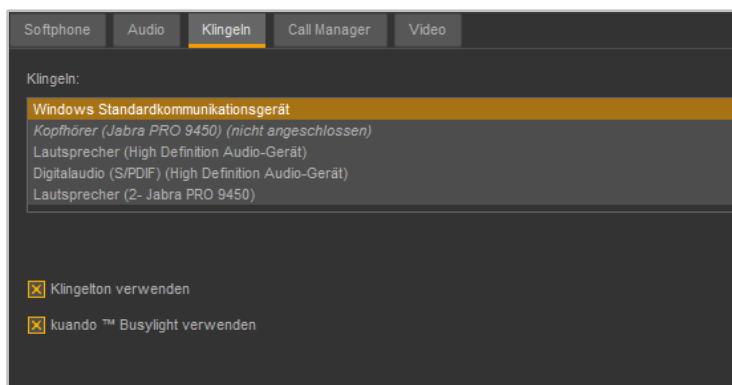 Softphone Audio Klingeln Call Manager Video
Klingeln:
Windows Standardkommunikationsgerät
Kopfhörer (Jabra PRO 9450) (nicht angeschlossen)
Lautsprecher (High Definition Audio-Gerät)
Digitalaudio (S/PDIF) (High Definition Audio-Gerät)
Lautsprecher (2- Jabra PRO 9450)
Klingelton verwenden
kuando ™ Busylight verwenden